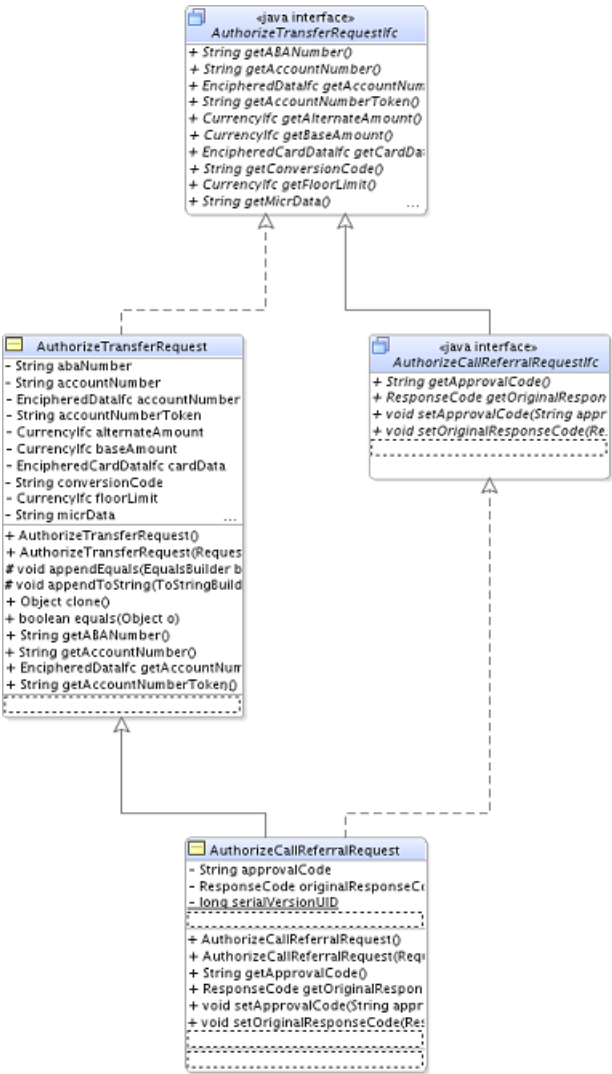 «java interface»
AuthorizeTransferRequestIfc
+ String getABANumber()
+ String getAccountNumber()
+ EncipheredDataIfc getAccountNum
+ String getAccountNumberToken()
+ CurrencyIfc getAlternateAmount()
+ CurrencyIfc getBaseAmount()
+ EncipheredCardDataIfc getCardDa
+ String getConversionCode()
+ CurrencyIfc getFloorLimit()
+ String getMicrData()
...
AuthorizeTransferRequest
- String abaNumber
- String accountNumber
- EncipheredDataIfc accountNumber
- String accountNumberToken
- CurrencyIfc alternateAmount
- CurrencyIfc baseAmount
- EncipheredCardDataIfc cardData
- String conversionCode
- CurrencyIfc floorLimit
- String micrData
...
+ AuthorizeTransferRequest()
+ AuthorizeTransferRequest(Reques
# void appendEquals(EqualsBuilder b
# void appendToString(ToStringBuild
+ Object clone()
+ boolean equals(Object o)
+ String getABANumber()
+ String getAccountNumber()
+ EncipheredDataIfc getAccountNum
+ String getAccountNumberToken()
«java interface»
AuthorizeCallReferralRequestIfc
+ String getApprovalCode()
+ ResponseCode getOriginalRespon
+ void setApprovalCode(String appr
+ void setOriginalResponseCode(Re
AuthorizeCallReferralRequest
- String approvalCode
- ResponseCode originalResponseC
- long serialVersionUID
+ AuthorizeCallReferralRequest()
+ AuthorizeCallReferralRequest(Requ
+ String getApprovalCode()
+ ResponseCode getOriginalRespon
+ void setApprovalCode(String appr
+ void setOriginalResponseCode(Res